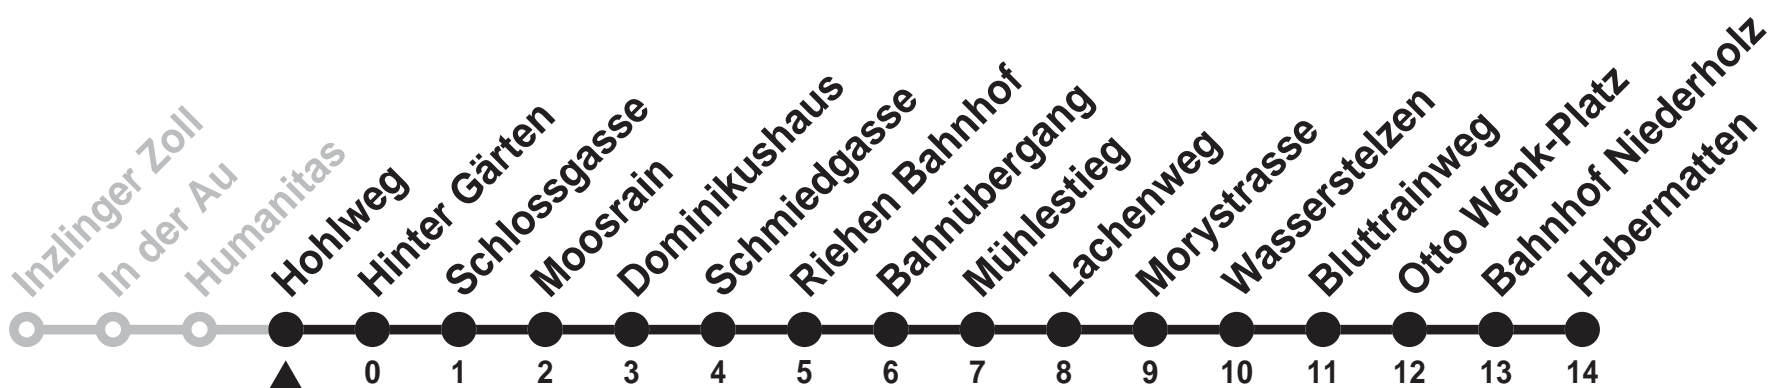 Inzlinger Zoll
In der Au
Humanitas
Hohlweg
Hinter Gärten
Schlossgasse
Moosrain
Dominikushaus
Schmiedgasse
Riehen Bahnhof
Bahnübergang
Mühlestieg
Lachenweg
Morystrasse
Wasserstelzen
Bluttrainweg
Otto Wenk-Platz
Bahnhof Niederholz
Habermatten
0 1 2 3 4 5 6 7 8 9 10 11 12 13 14